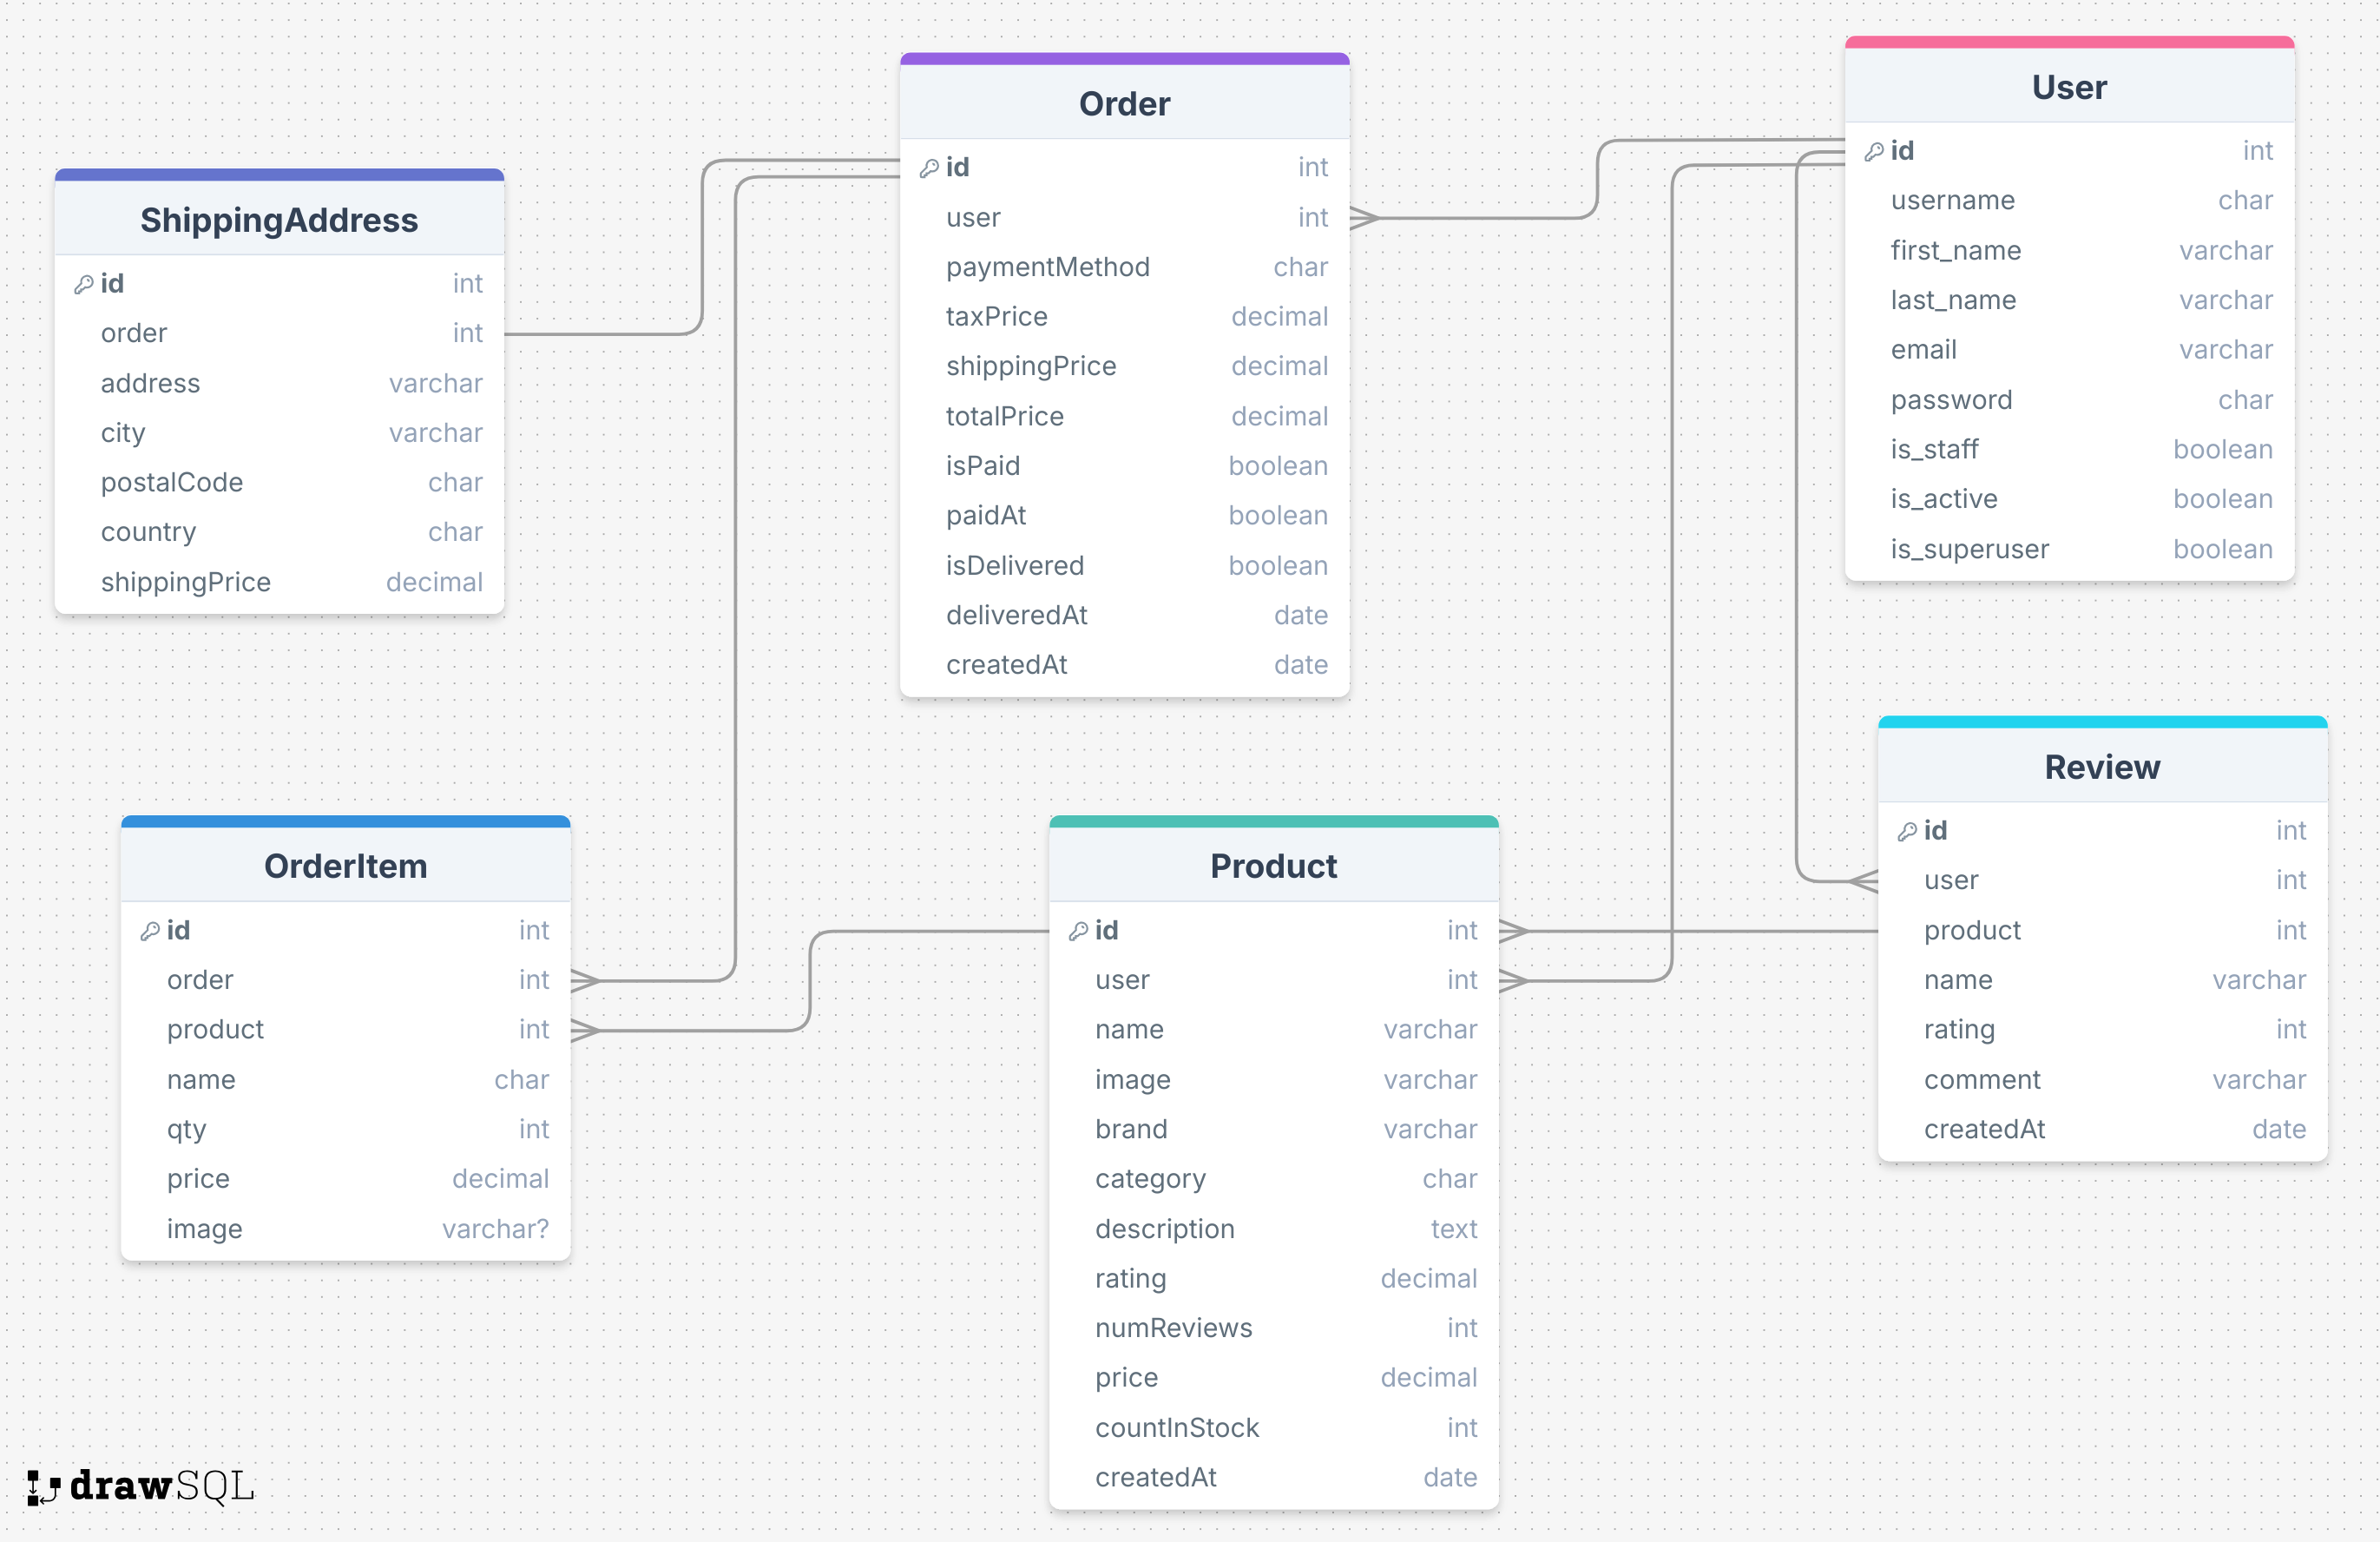 ShippingAddress
id int
order int
address varchar
city varchar
postalCode char
country char
shippingPrice decimal
Order
id int
user int
paymentMethod char
taxPrice decimal
shippingPrice decimal
totalPrice decimal
isPaid boolean
paidAt boolean
isDelivered boolean
deliveredAt date
createdAt date
User
id int
username char
first_name varchar
last_name varchar
email varchar
password char
is_staff boolean
is_active boolean
is_superuser boolean
OrderItem
id int
order int
product int
name char
qty int
price decimal
image varchar?
Product
id int
user int
name varchar
image varchar
brand varchar
category char
description text
rating decimal
numReviews int
price decimal
countInStock int
createdAt date
Review
id int
user int
product int
name varchar
rating int
comment varchar
createdAt date
drawSQL